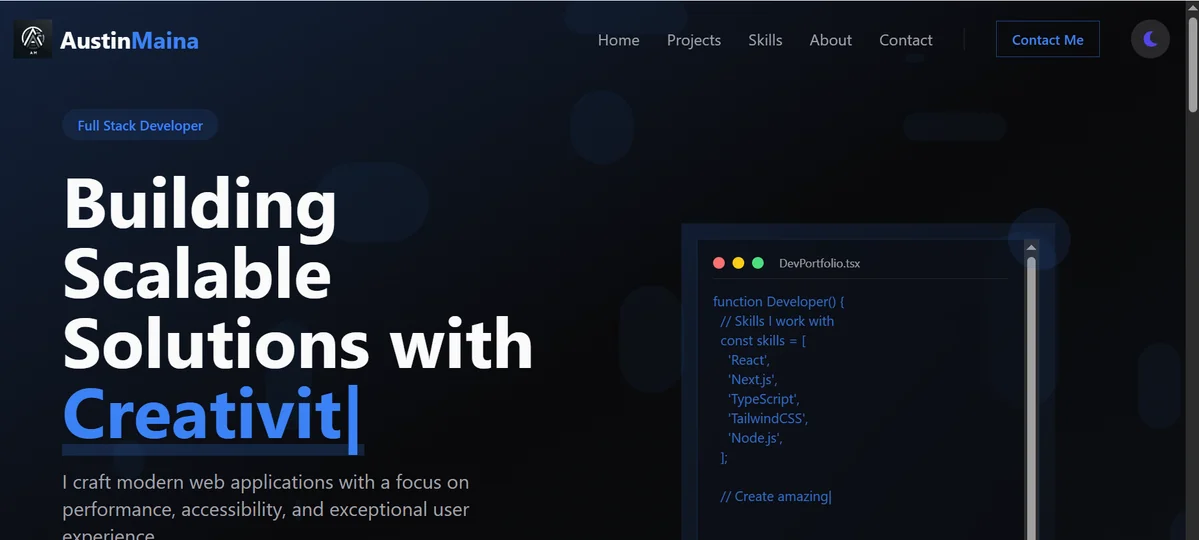 AM
AustinMaina
Home Projects Skills About Contact Contact Me
Full Stack Developer
Building
Scalable
Solutions with
Creativit|
I craft modern web applications with a focus on
performance, accessibility, and exceptional user
experience.
DevPortfolio.tsx
function Developer() {
// Skills I work with
const skills = [
'React',
'Next.js',
'TypeScript',
'TailwindCSS',
'Node.js',
];
// Create amazing|